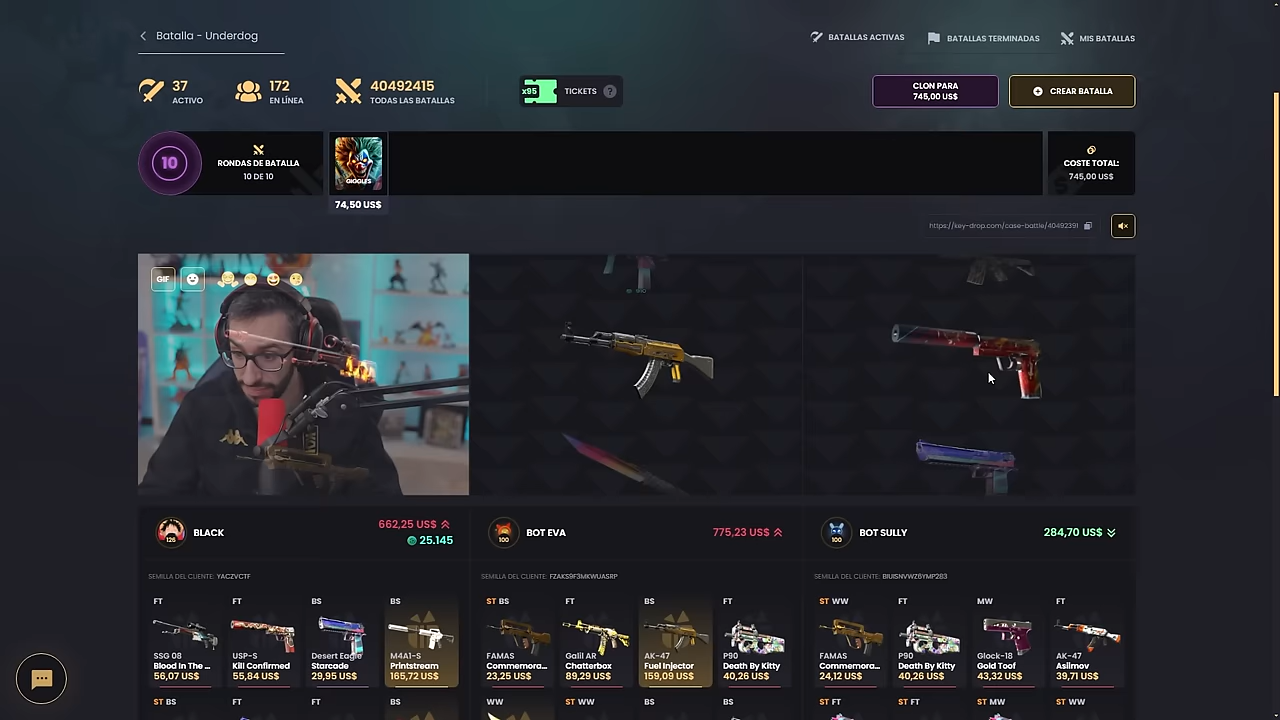 Batalla - Underdog
BATALLAS ACTIVAS
BATALLAS TERMINADAS
MIS BATALLAS
37
ACTIVO
172
EN LÍNEA
40492415
TODAS LAS BATALLAS
x95
TICKETS
?
CLON PARA
745,00 US$
CREAR BATALLA
10
RONDAS DE BATALLA
10 DE 10
GIGGLES
74,50 US$
COSTE TOTAL:
745,00 US$
https://key-drop.com/case-battle/40492391
GIF
126
BLACK
662,25 US$
25.145
100
BOT EVA
775,23 US$
100
BOT SULLY
284,70 US$
SEMILLA DEL CLIENTE: YACZVCTF
SEMILLA DEL CLIENTE: FZAKS9F3MKWUASRP
SEMILLA DEL CLIENTE: BIUISNVWZ6YMP2B3
FT
SSG 08
Blood In The ...
56,07 US$
FT
USP-S
Kill Confirmed
55,84 US$
BS
Desert Eagle
Starcade
29,95 US$
BS
M4A1-S
Printstream
165,72 US$
ST BS
FAMAS
Commemora...
23,25 US$
FT
Galil AR
Chatterbox
89,29 US$
BS
AK-47
Fuel Injector
159,09 US$
FT
P90
Death By Kitty
40,26 US$
ST WW
FAMAS
Commemora...
24,12 US$
FT
P90
Death By Kitty
40,26 US$
MW
Glock-18
Gold Toof
43,32 US$
FT
AK-47
Asiimov
39,71 US$
ST BS
FT
FT
BS
WW
ST WW
BS
BS
ST FT
ST FT
ST MW
ST MW